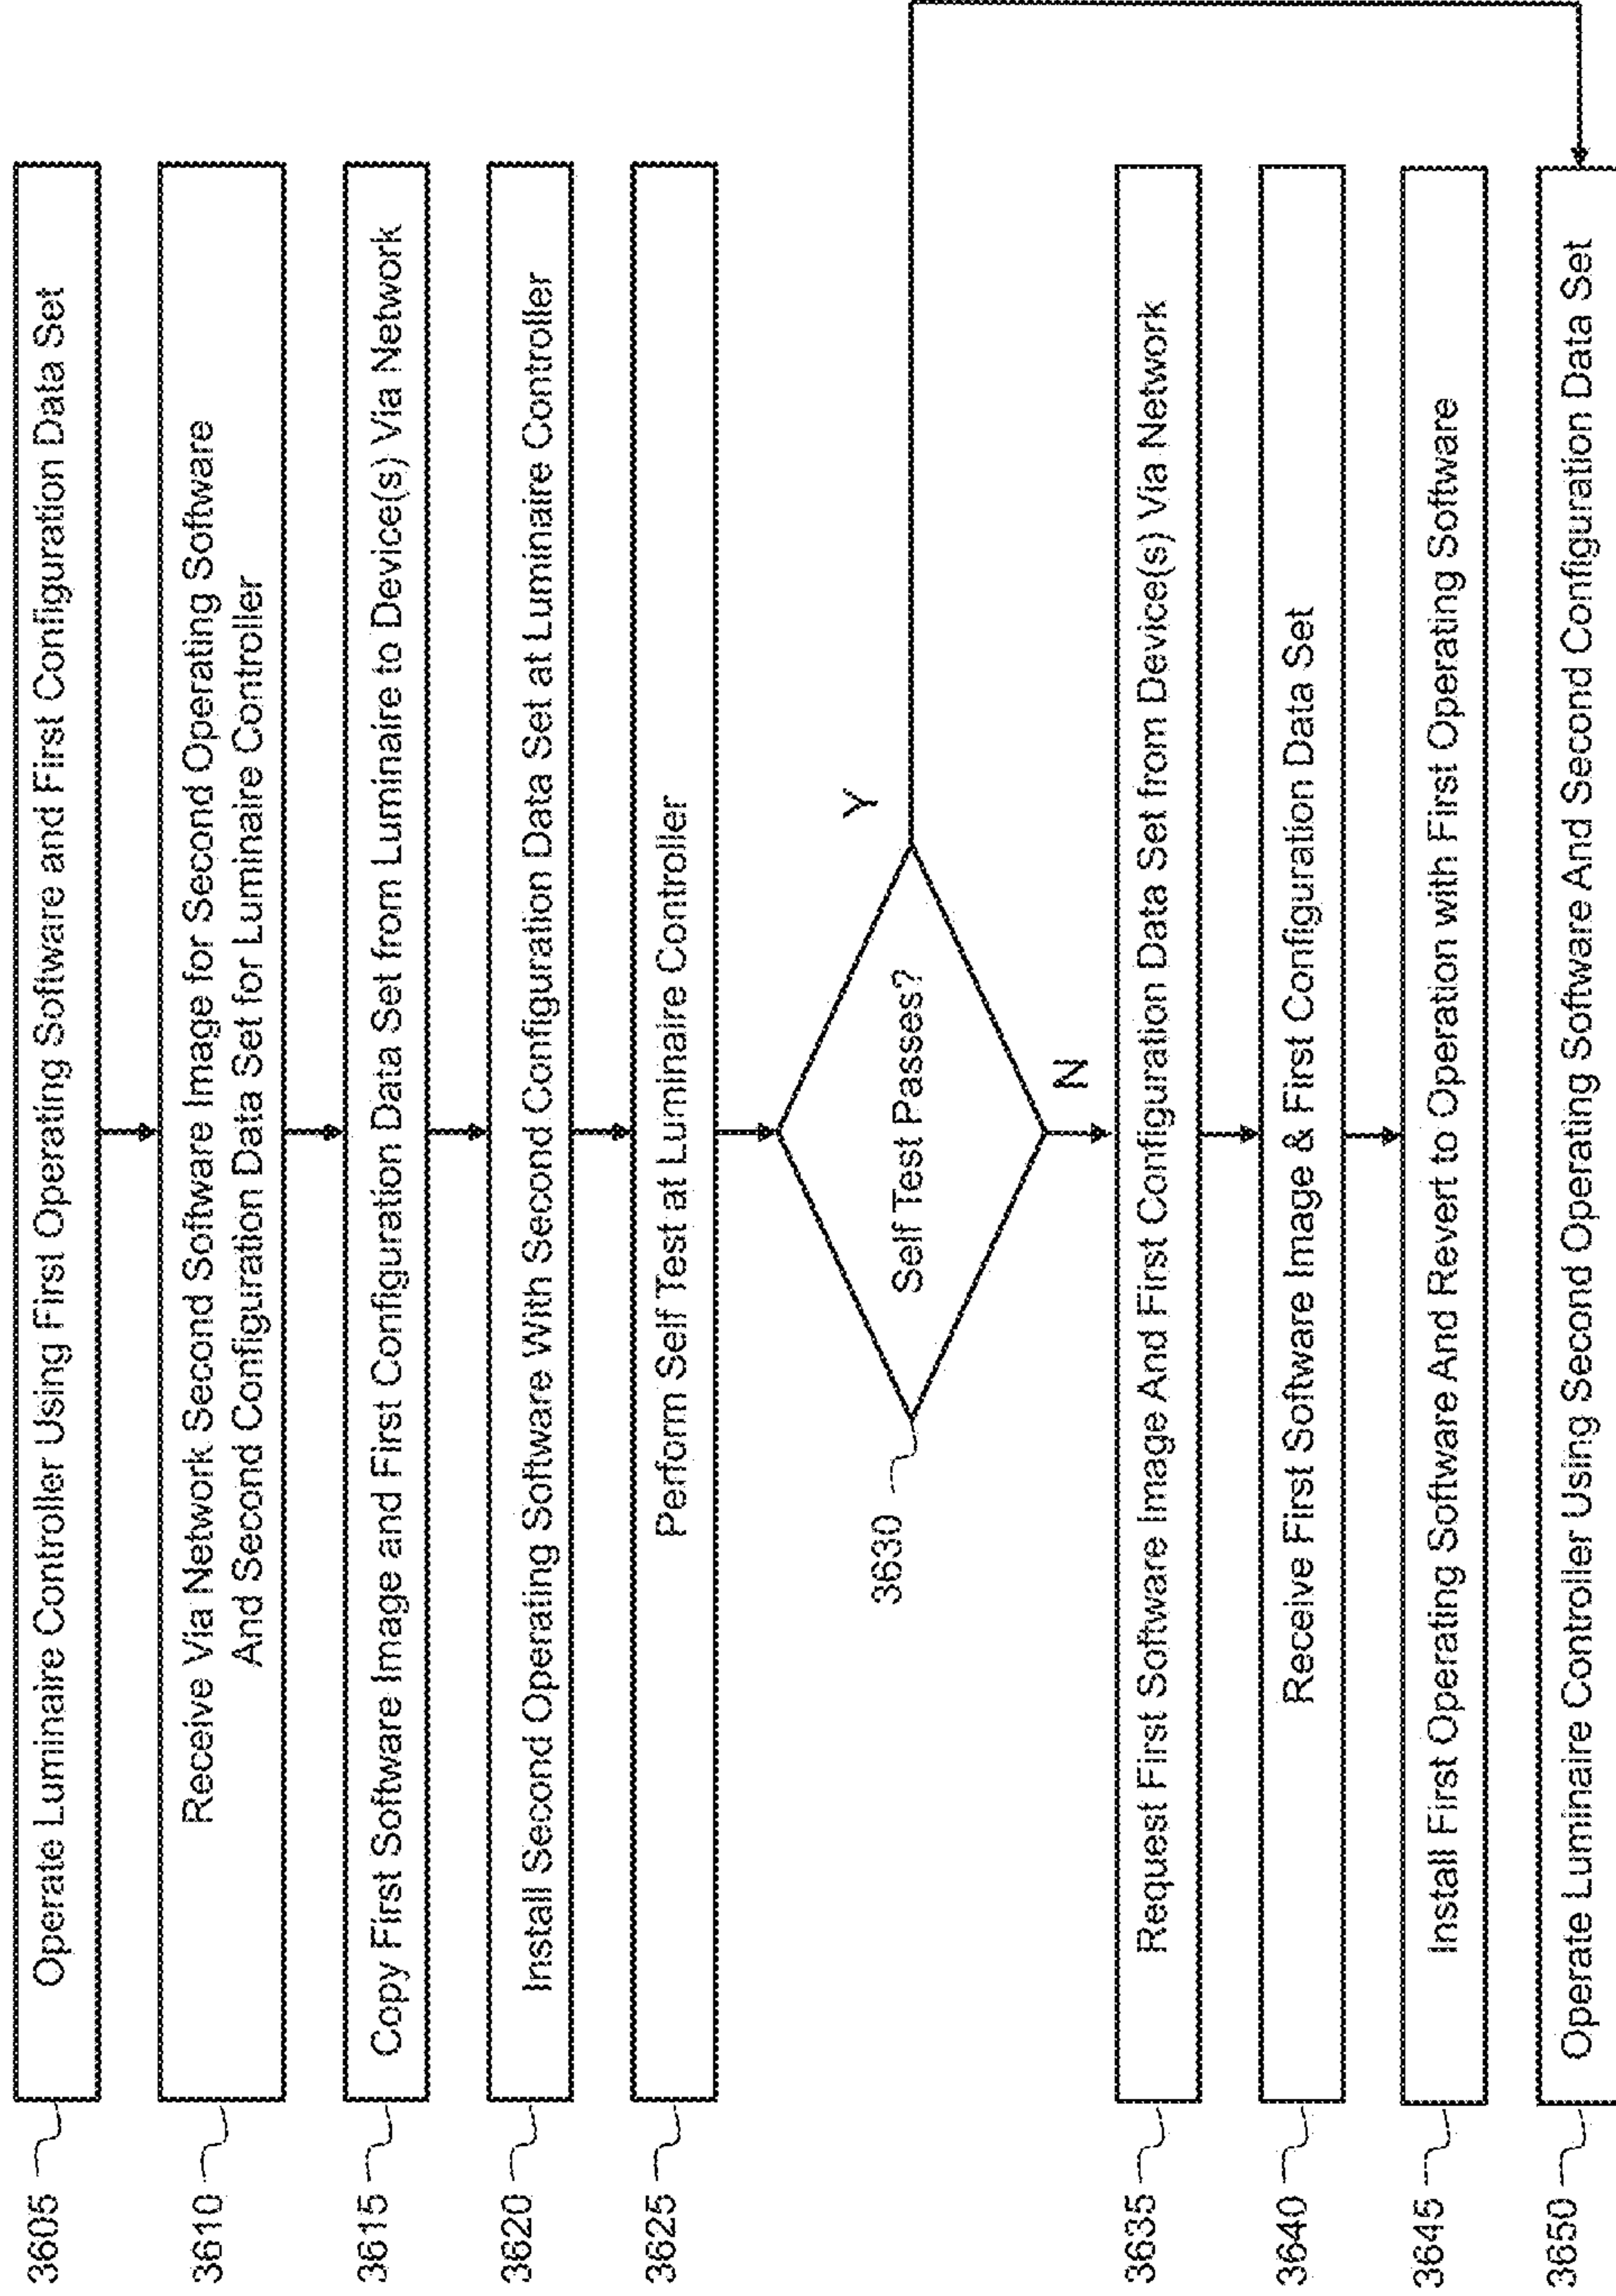 3605
Operate Luminaire Controller Using First Operating Software and First Configuration Data Set
3610
Receive Via Network Second Software Image for Second Operating Software
And Second Configuration Data Set for Luminaire Controller
3615
Copy First Software Image and First Configuration Data Set from Luminaire to Device(s) Via Network
3620
Install Second Operating Software With Second Configuration Data Set at Luminaire Controller
3625
Perform Self Test at Luminaire Controller
3630
Self Test Passes?
Y
N
3635
Request First Software Image And First Configuration Data Set from Device(s) Via Network
3640
Receive First Software Image & First Configuration Data Set
3645
Install First Operating Software And Revert to Operation with First Operating Software
3650
Operate Luminaire Controller Using Second Operating Software And Second Configuration Data Set